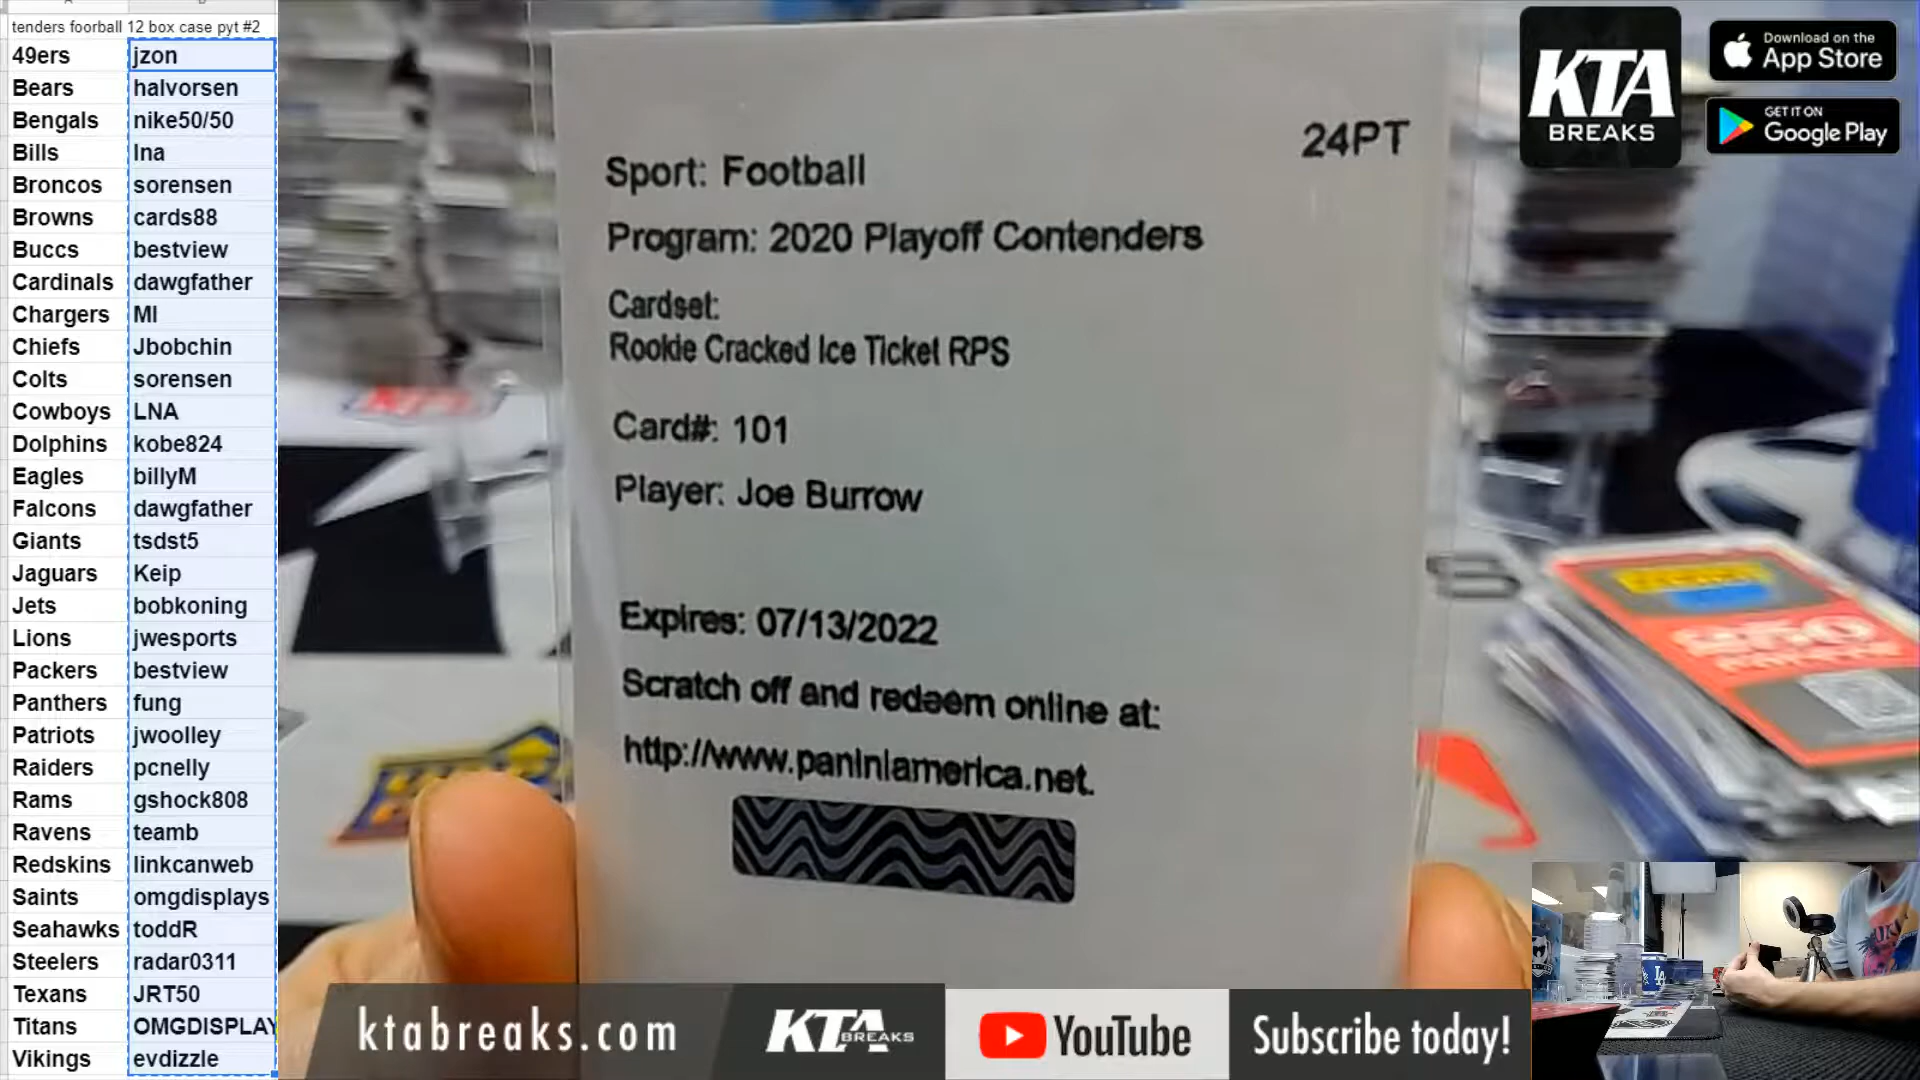 tenders foorball 12 box case pyt #2
49ers jzon
Bears halvorsen
Bengals nike50/50
Bills lna
Broncos sorensen
Browns cards88
Buccs bestview
Cardinals dawgfather
Chargers MI
Chiefs Jbobchin
Colts sorensen
Cowboys LNA
Dolphins kobe824
Eagles billyM
Falcons dawgfather
Giants tsdst5
Jaguars Keip
Jets bobkoning
Lions jwesports
Packers bestview
Panthers fung
Patriots jwoolley
Raiders pcnelly
Rams gshock808
Ravens teamb
Redskins linkcanweb
Saints omgdisplays
Seahawks toddR
Steelers radar0311
Texans JRT50
Titans OMGDISPLAY
Vikings evdizzle
24PT
Sport: Football
Program: 2020 Playoff Contenders
Cardset:
Rookie Cracked Ice Ticket RPS
Card#: 101
Player: Joe Burrow
Expires: 07/13/2022
Scratch off and redeem online at:
http://www.paniniamerica.net.
KTA
BREAKS
Download on the
App Store
GET IT ON
Google Play
ktabreaks.com
KTA BREAKS
YouTube
Subscribe today!